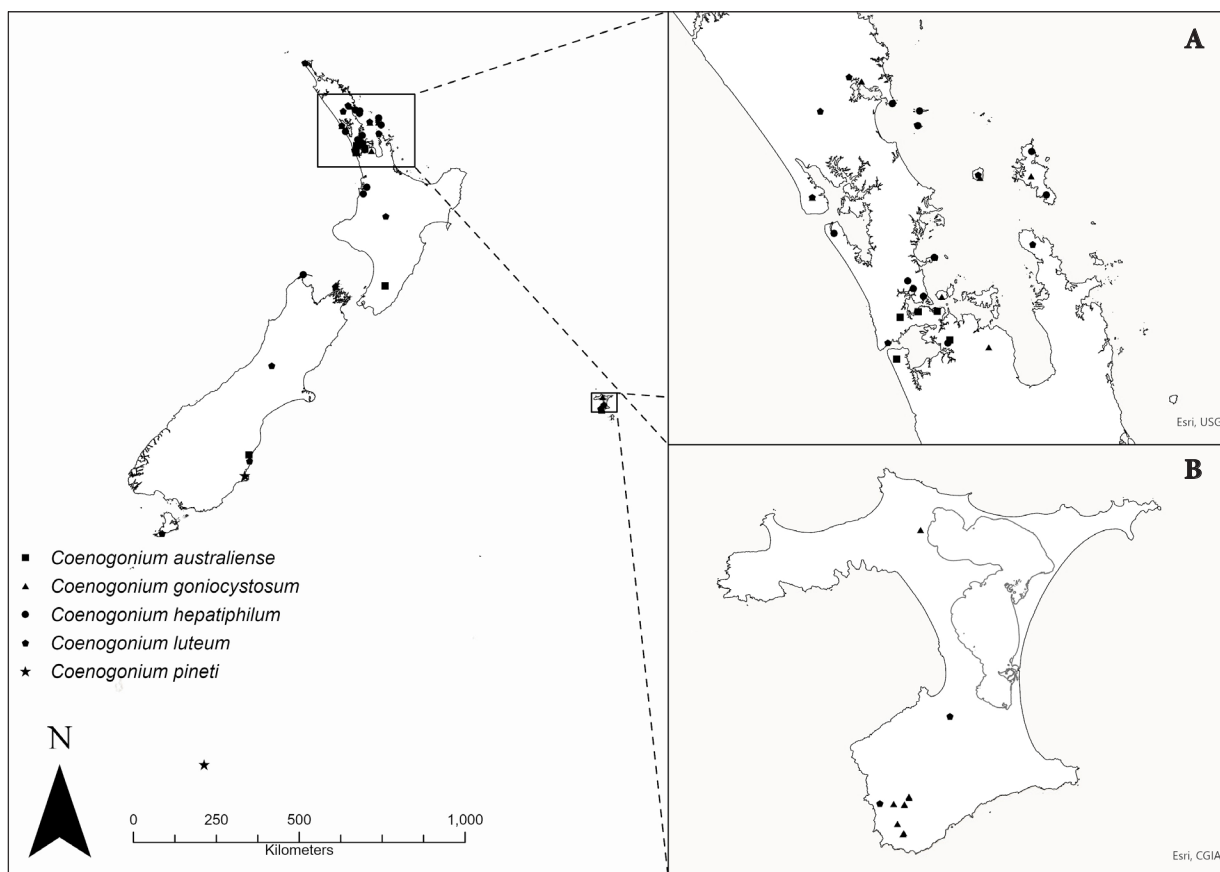 A
Esri, USG
B
Esri, CGIA
Coenogonium australiense
Coenogonium goniocystosum
Coenogonium hepatiphilum
Coenogonium luteum
Coenogonium pineti
N
0 250 500 1,000
Kilometers